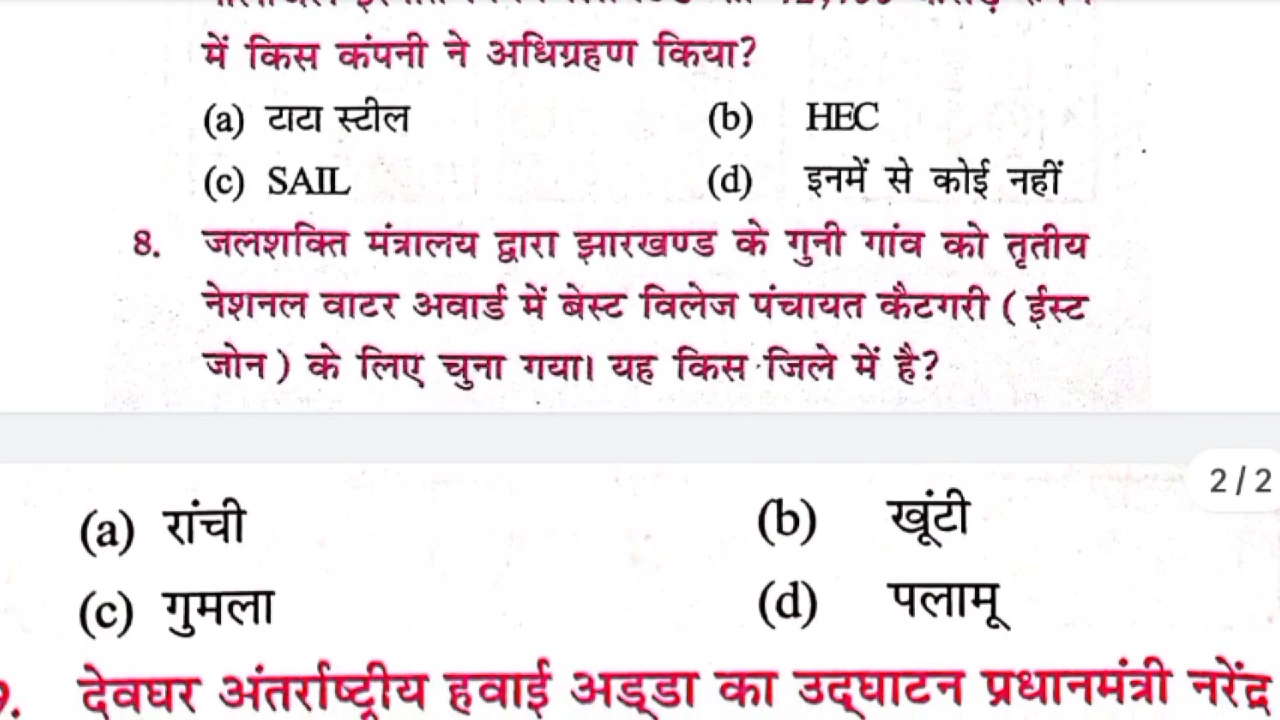 में किस कंपनी ने अधिग्रहण किया?
(a) टाटा स्टील (b) HEC
(c) SAIL (d) इनमें से कोई नहीं
8. जलशक्ति मंत्रालय द्वारा झारखण्ड के गुनी गांव को तृतीय
नेशनल वाटर अवार्ड में बेस्ट विलेज पंचायत कैटगरी ( ईस्ट
जोन ) के लिए चुना गया। यह किस जिले में है?
2 / 2
(a) रांची (b) खूंटी
(c) गुमला (d) पलामू
देवघर अंतर्राष्ट्रीय हवाई अड्डा का उद्घाटन प्रधानमंत्री नरेंद्र